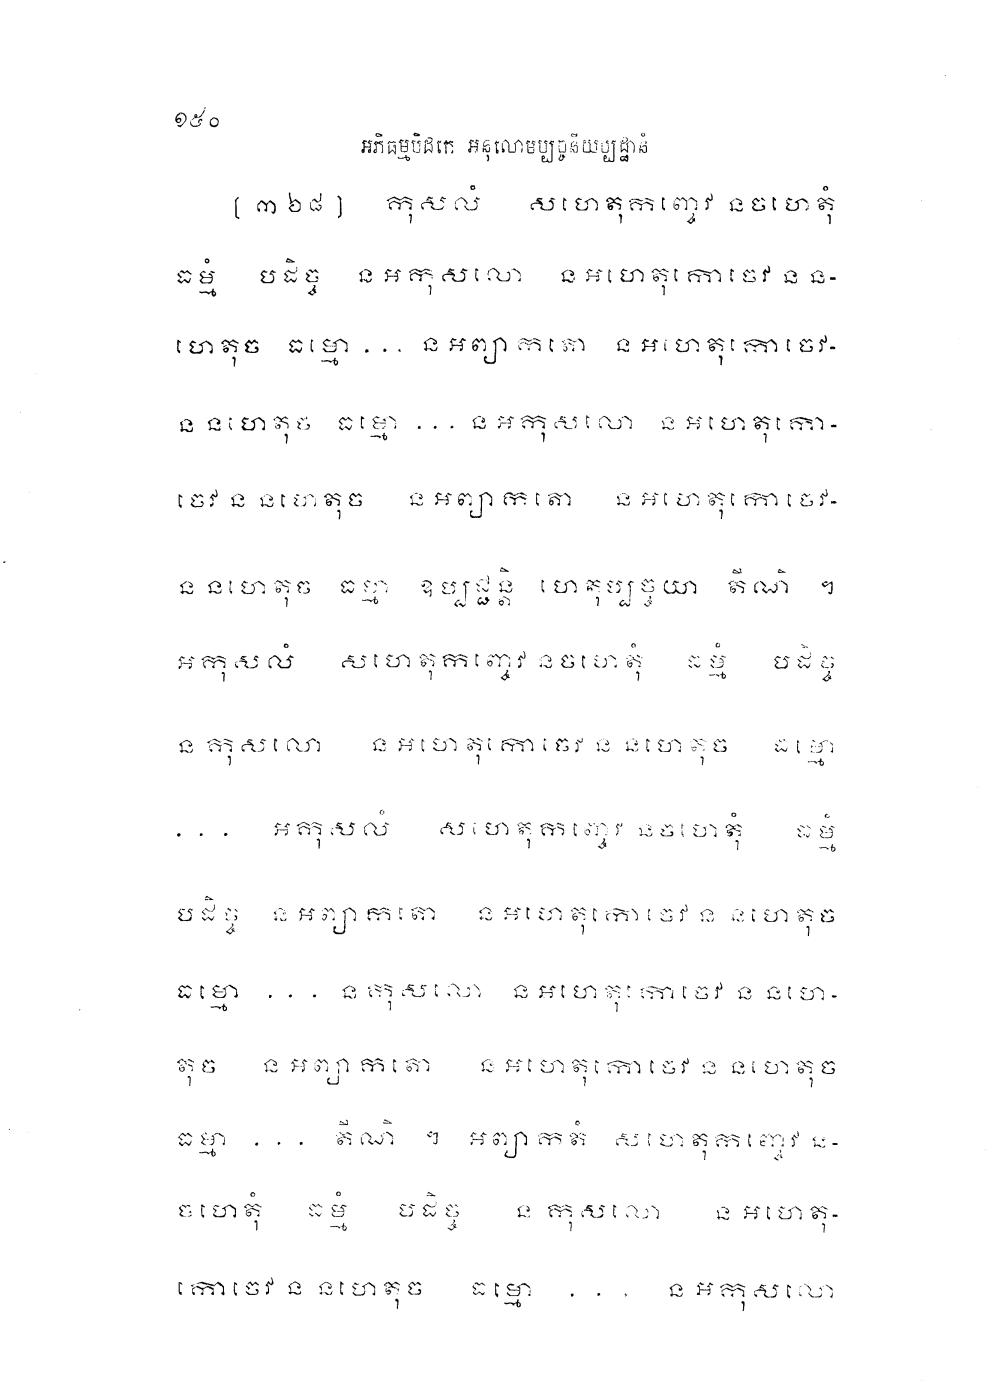 ១៥០
អភិធម្មបិដកេ អនុលោមប្បច្ចនីយប្បដ្ឋានំ
[៣២៨] កុសលំ សហេតុកញ្ចេវ នចហេតុំ
ធម្មំ បដិច្ច នអកុសលោ នអហេតុកោចេវ ន ន-
ហេតុច ធម្មោ ... នអព្យាកតោ នអហេតុកោចេវ-
ន នហេតុច ធម្មោ ... នអកុសលោ នអហេតុកោ-
ចេវ ន នហេតុច នអព្យាកតោ នអហេតុកោចេវ-
ន នហេតុច ធម្មា ឧប្បជ្ជន្តិ ហេតុប្បច្ចយា តីណិ ។
អកុសលំ សហេតុកញ្ចេវ នចហេតុំ ធម្មំ បដិច្ច
ន កុសលោ នអហេតុកោចេវ ន នហេតុច ធម្មោ
... អកុសលំ សហេតុកញ្ចេវ នចហេតុំ ធម្មំ
បដិច្ច នអព្យាកតោ នអហេតុកោចេវ ន នហេតុច
ធម្មោ ... ន កុសលោ នអហេតុកោចេវ ន នហេ-
តុច នអព្យាកតោ នអហេតុកោចេវ ន នហេតុច
ធម្មា ... តីណិ ។ អព្យាកតំ សហេតុកញ្ចេវ ន-
ចហេតុំ ធម្មំ បដិច្ច ន កុសលោ នអហេតុ-
កោចេវ ន នហេតុច ធម្មោ ... នអកុសលោ